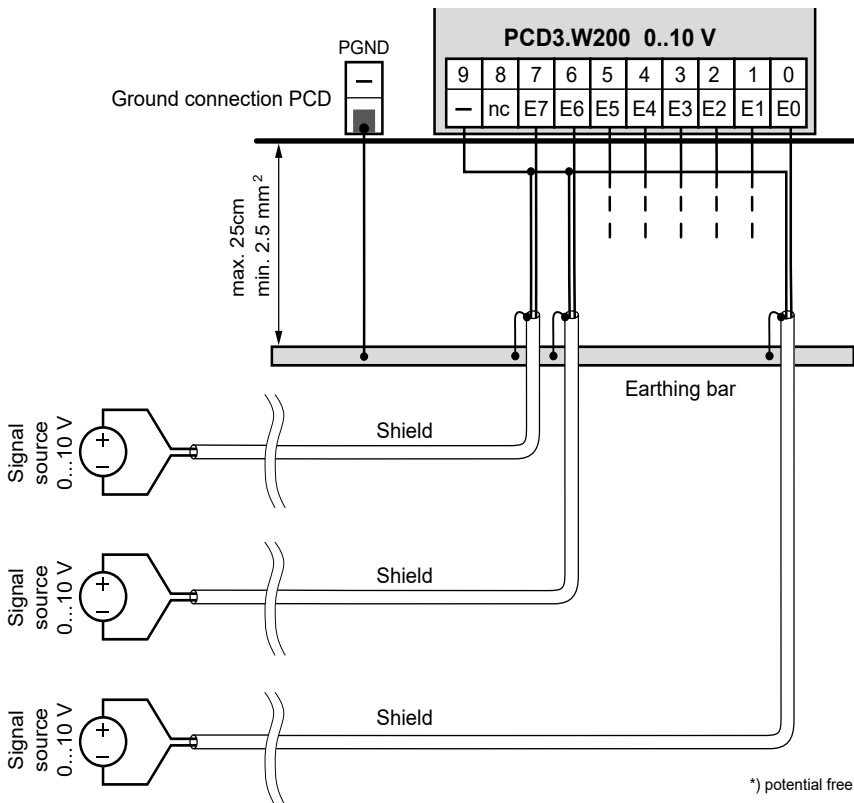 PCD3.W200 0..10 V
PGND
9 8 7 6 5 4 3 2 1 0
– nc E7 E6 E5 E4 E3 E2 E1 E0
–
Ground connection PCD
max. 25cm
min. 2.5 mm²
Earthing bar
Signal
source
0...10 V
+
–
Shield
Signal
source
0...10 V
+
–
Shield
Signal
source
0...10 V
+
–
Shield
*) potential free